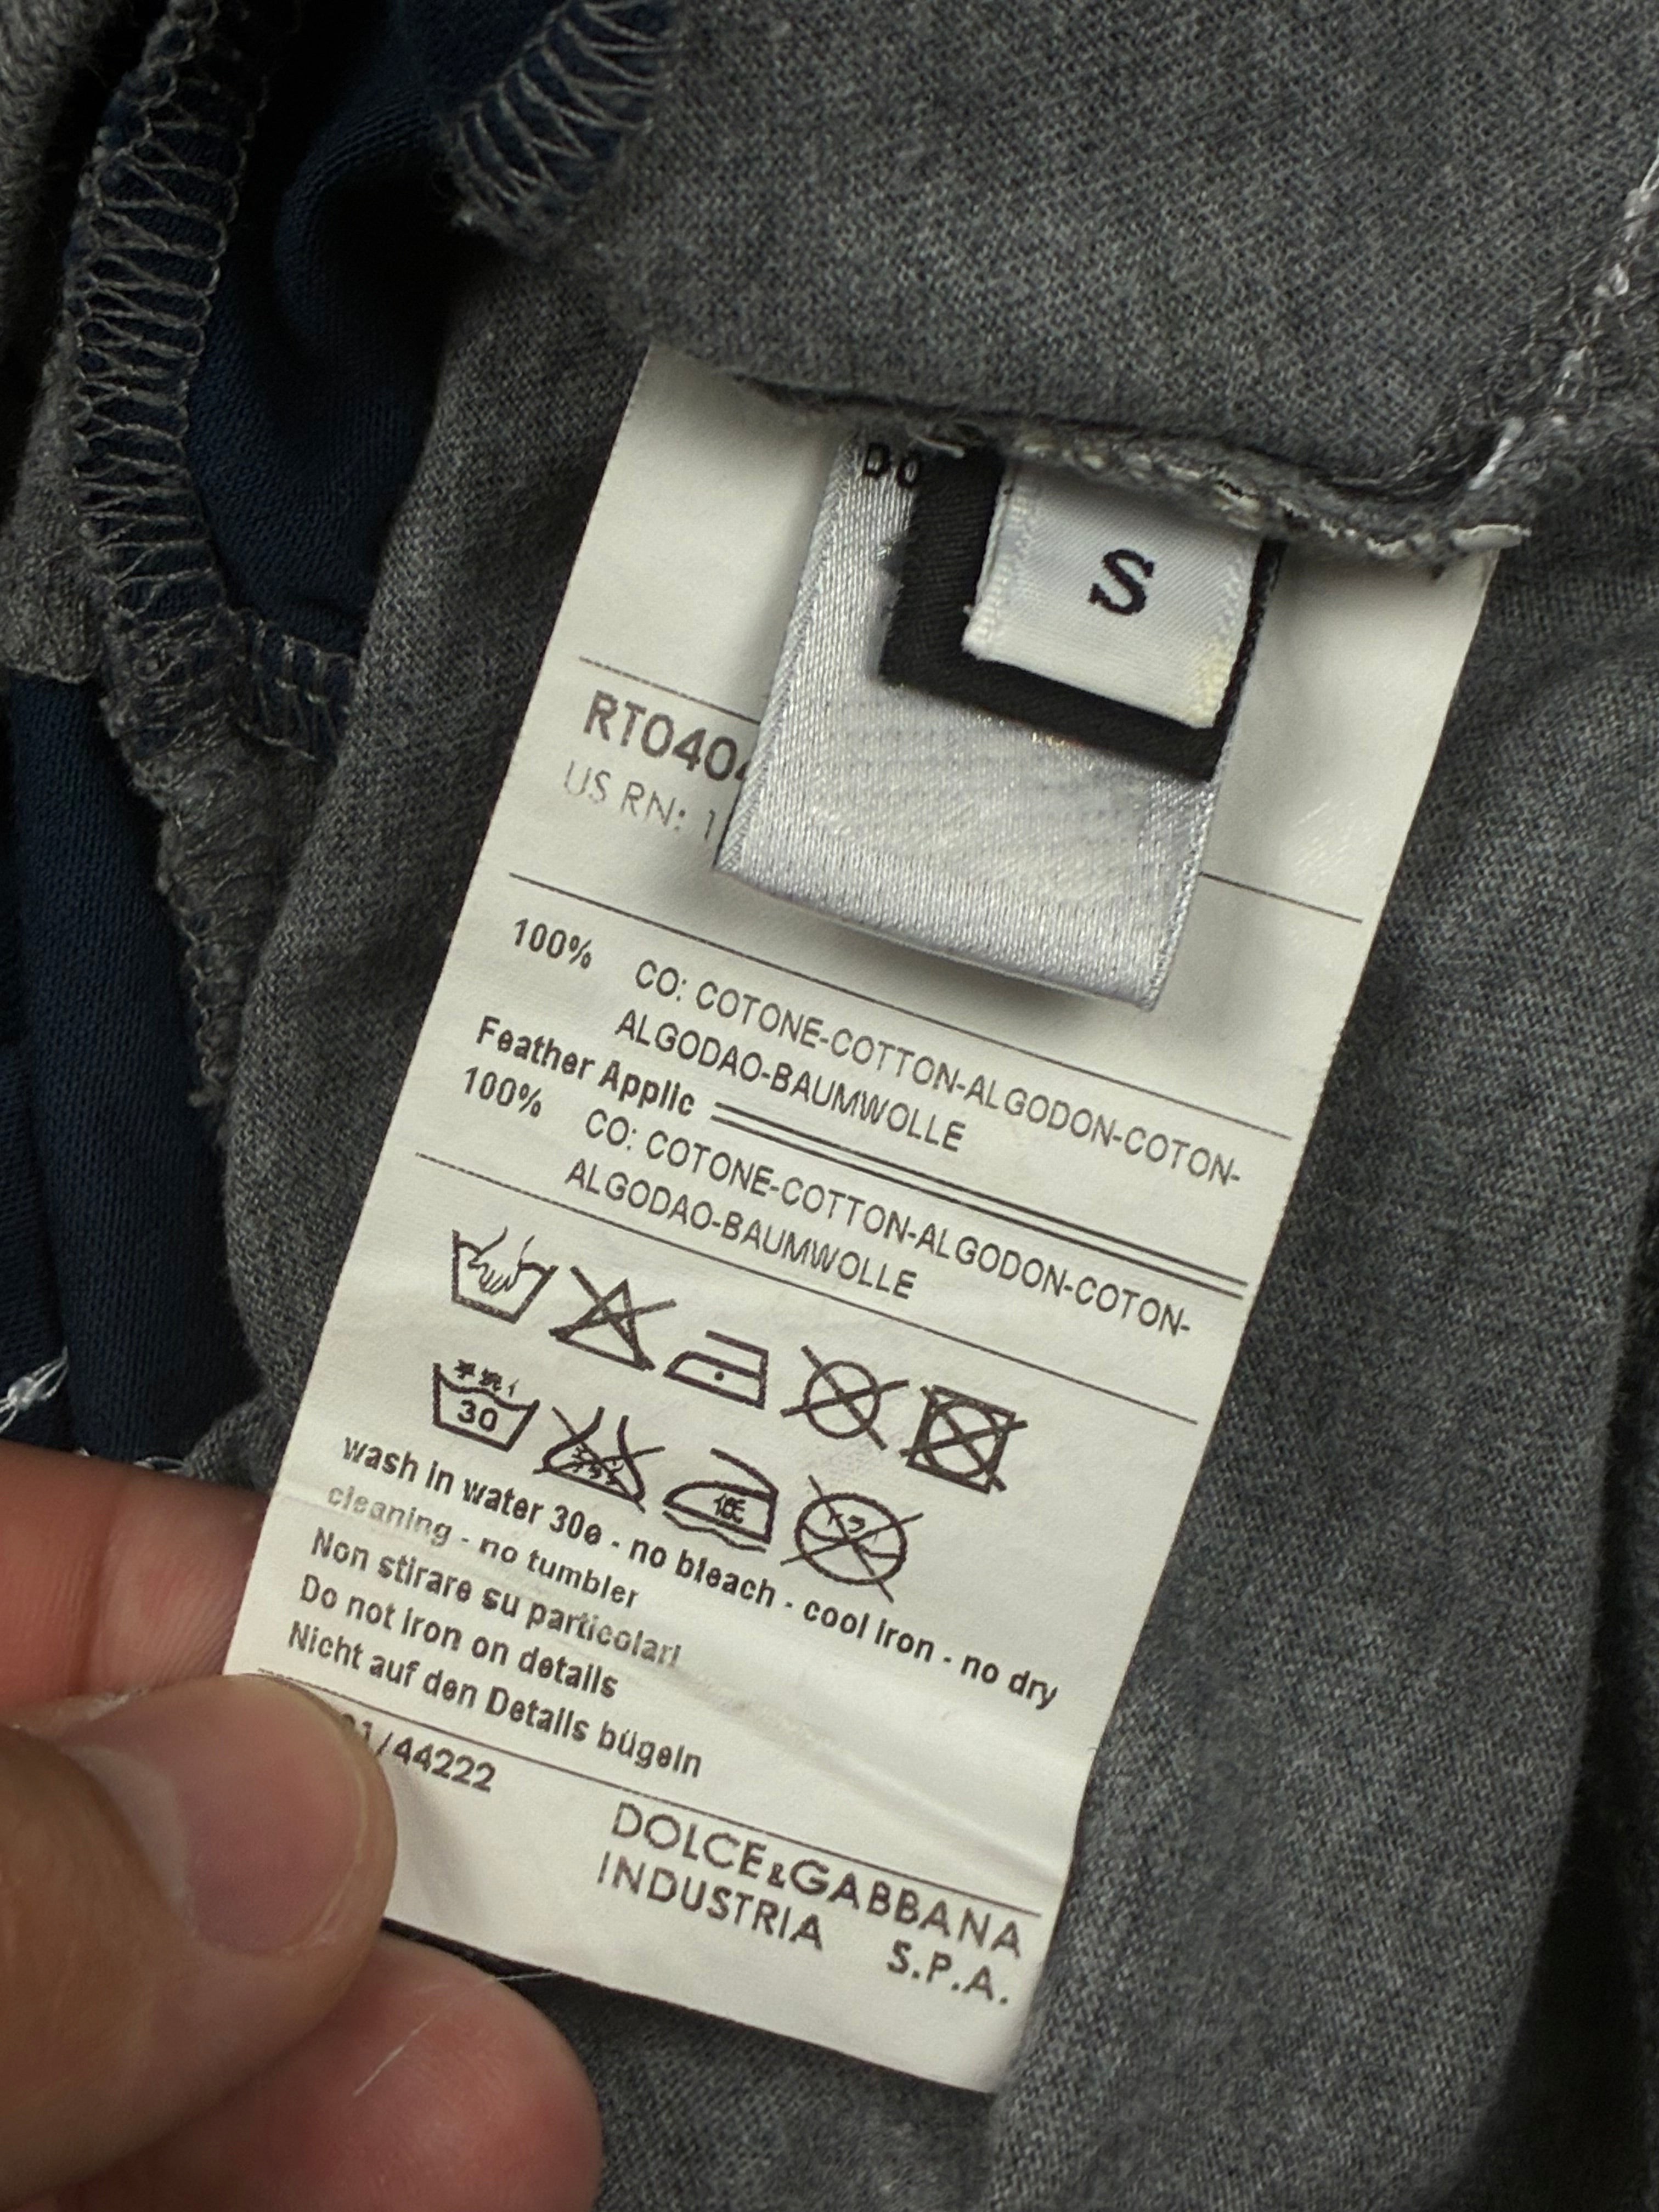 DO
S
RT040
US RN: 1
100% CO: COTONE-COTTON-ALGODON-COTON-
ALGODAO-BAUMWOLLE
Feather Applic
100% CO: COTONE-COTTON-ALGODON-COTON-
ALGODAO-BAUMWOLLE
30
wash in water 30e - no bleach - cool iron - no dry
cleaning - no tumbler
Non stirare su particolari
Do not iron on details
Nicht auf den Details bügeln
1/44222
DOLCE&GABBANA
INDUSTRIA S.P.A.